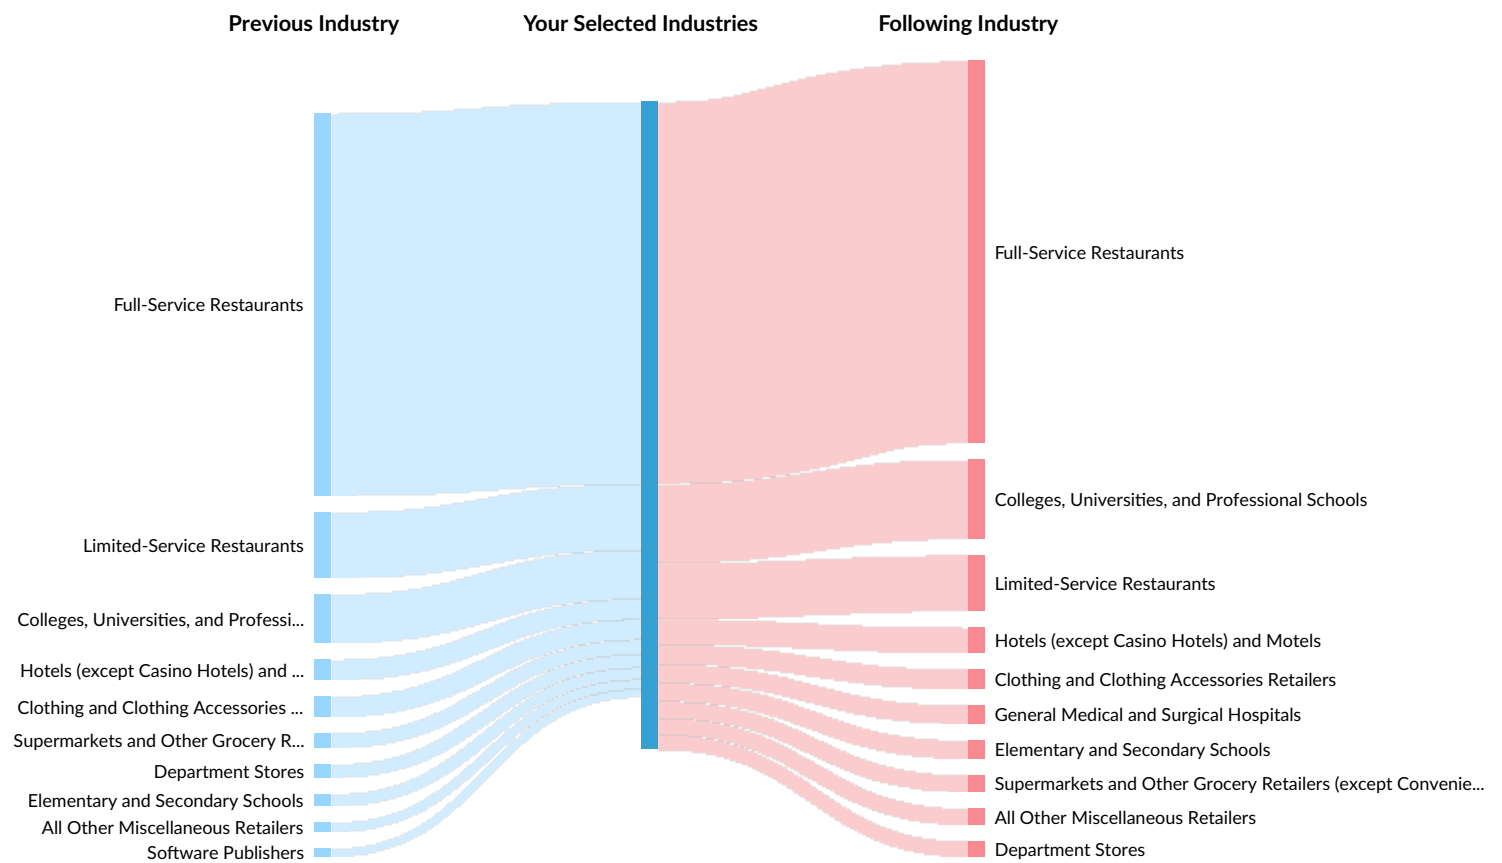 Previous Industry
Your Selected Industries
Following Industry
Full-Service Restaurants
Limited-Service Restaurants
Colleges, Universities, and Professi...
Hotels (except Casino Hotels) and ...
Clothing and Clothing Accessories ...
Supermarkets and Other Grocery R...
Department Stores
Elementary and Secondary Schools
All Other Miscellaneous Retailers
Software Publishers
Full-Service Restaurants
Colleges, Universities, and Professional Schools
Limited-Service Restaurants
Hotels (except Casino Hotels) and Motels
Clothing and Clothing Accessories Retailers
General Medical and Surgical Hospitals
Elementary and Secondary Schools
Supermarkets and Other Grocery Retailers (except Convenie...
All Other Miscellaneous Retailers
Department Stores